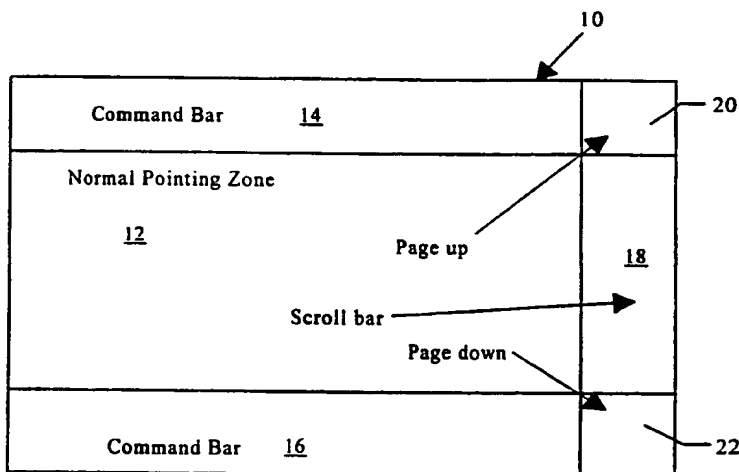 10
Command Bar 14
20
Normal Pointing Zone
12
Page up
18
Scroll bar
Page down
Command Bar 16
22